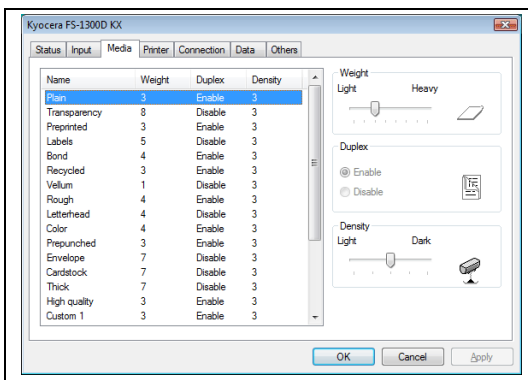 Kyocera FS-1300D KX
Status Input Media Printer Connection Data Others
Name Weight Duplex Density
Plain 3 Enable 3
Transparency 8 Disable 3
Preprinted 3 Enable 3
Labels 5 Disable 3
Bond 4 Enable 3
Recycled 3 Enable 3
Vellum 1 Disable 3
Rough 4 Enable 3
Letterhead 4 Enable 3
Color 4 Enable 3
Prepunched 3 Enable 3
Envelope 7 Disable 3
Cardstock 7 Disable 3
Thick 7 Disable 3
High quality 3 Enable 3
Custom 1 3 Enable 3
Weight
Light Heavy
Duplex
Enable
Disable
Density
Light Dark
OK Cancel Apply